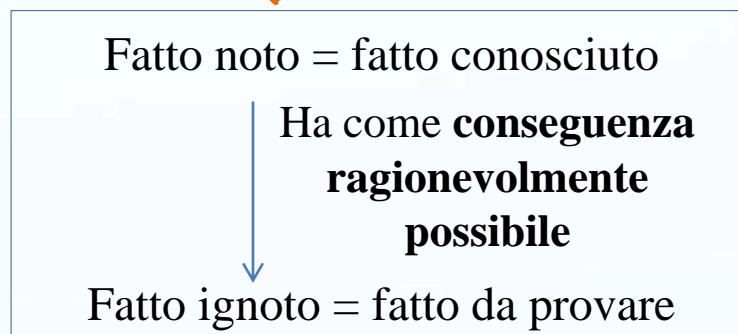 Fatto noto = fatto conosciuto
Ha come conseguenza
ragionevolmente
possibile
Fatto ignoto = fatto da provare